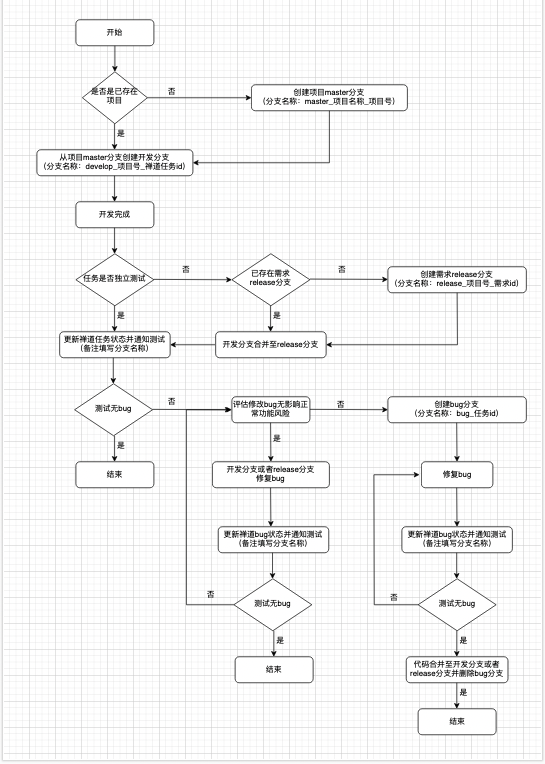 开始
是否是已存在
项目
否
创建项目master分支
(分支名称：master_项目名称_项目号)
是
从项目master分支创建开发分支
(分支名称：develop_项目号_禅道任务id)
开发完成
任务是否独立测试
否
已存在需求
release分支
否
创建需求release分支
(分支名称：release_项目号_需求id)
是
是
更新禅道任务状态并通知测试
(备注填写分支名称)
开发分支合并至release分支
测试无bug
否
评估修改bug无影响正
常功能风险
否
创建bug分支
(分支名称：bug_任务id)
是
是
结束
开发分支或者release分支
修复bug
修复bug
更新禅道bug状态并通知测试
(备注填写分支名称)
更新禅道bug状态并通知测试
(备注填写分支名称)
否
测试无bug
否
测试无bug
是
是
结束
代码合并至开发分支或者
release分支并删除bug分支
是
结束